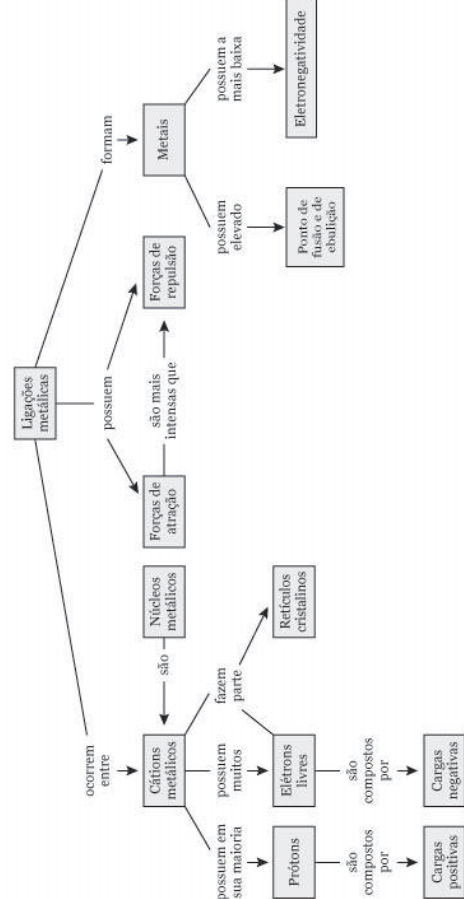 Ligações
metálicas
ocorrem
entre
possuem
formam
Cátions
metálicos
são
Núcleos
metálicos
Forças de
atração
são mais
intensas que
Forças de
repulsão
Metais
possuem em
sua maioria
possuem
muitos
fazem
parte
possuem
elevado
possuem a
mais baixa
Prótons
Elétrons
livres
Retículos
cristalinos
Ponto de
fusão e de
ebulição
Eletronegatividade
são
compostos
por
são
compostos
por
Cargas
positivas
Cargas
negativas